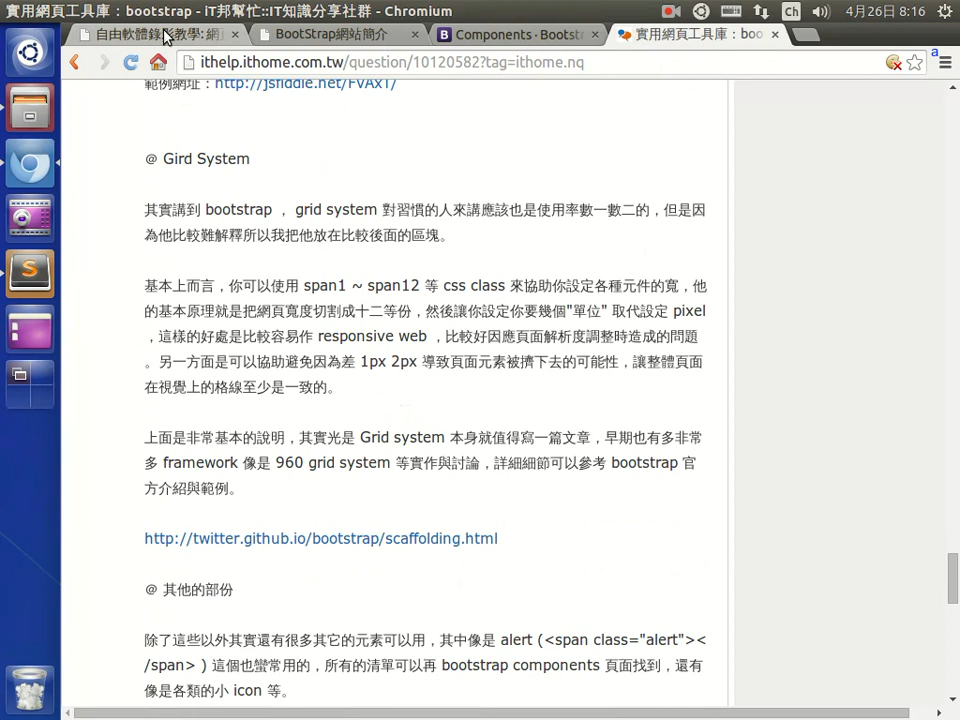 實用網頁工具庫：bootstrap - iT邦幫忙::IT知識分享社群 - Chromium
Ch
4月26日 8:16
自由軟體錄影教學: 網
BootStrap網站簡介
Components · Bootst
實用網頁工具庫：boo
ithelp.ithome.com.tw/question/10120582?tag=ithome.nq
a
範例網址：http://jsfiddle.net/FVAX1/
＠ Gird System
其實講到 bootstrap ， grid system 對習慣的人來講應該也是使用率數一數二的，但是因
為他比較難解釋所以我把他放在比較後面的區塊。
基本上而言，你可以使用 span1 ~ span12 等 css class 來協助你設定各種元件的寬，他
的基本原理就是把網頁寬度切割成十二等份，然後讓你設定你要幾個"單位" 取代設定 pixel
，這樣的好處是比較容易作 responsive web ，比較好因應頁面解析度調整時造成的問題
。另一方面是可以協助避免因為差 1px 2px 導致頁面元素被擠下去的可能性，讓整體頁面
在視覺上的格線至少是一致的。
上面是非常基本的說明，其實光是 Grid system 本身就值得寫一篇文章，早期也有多非常
多 framework 像是 960 grid system 等實作與討論，詳細細節可以參考 bootstrap 官
方介紹與範例。
http://twitter.github.io/bootstrap/scaffolding.html
＠ 其他的部份
除了這些以外其實還有很多其它的元素可以用，其中像是 alert (<span class="alert"><
/span> ) 這個也蠻常用的，所有的清單可以再 bootstrap components 頁面找到，還有
像是各類的小 icon 等。